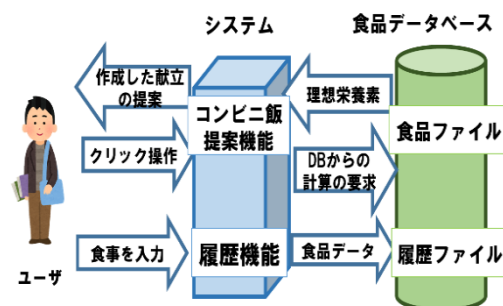 システム
食品データベース
作成した献立
の提案
理想栄養素
コンビニ飯
提案機能
食品ファイル
クリック操作
DBからの
計算の要求
食事を入力
履歴機能
食品データ
履歴ファイル
ユーザ